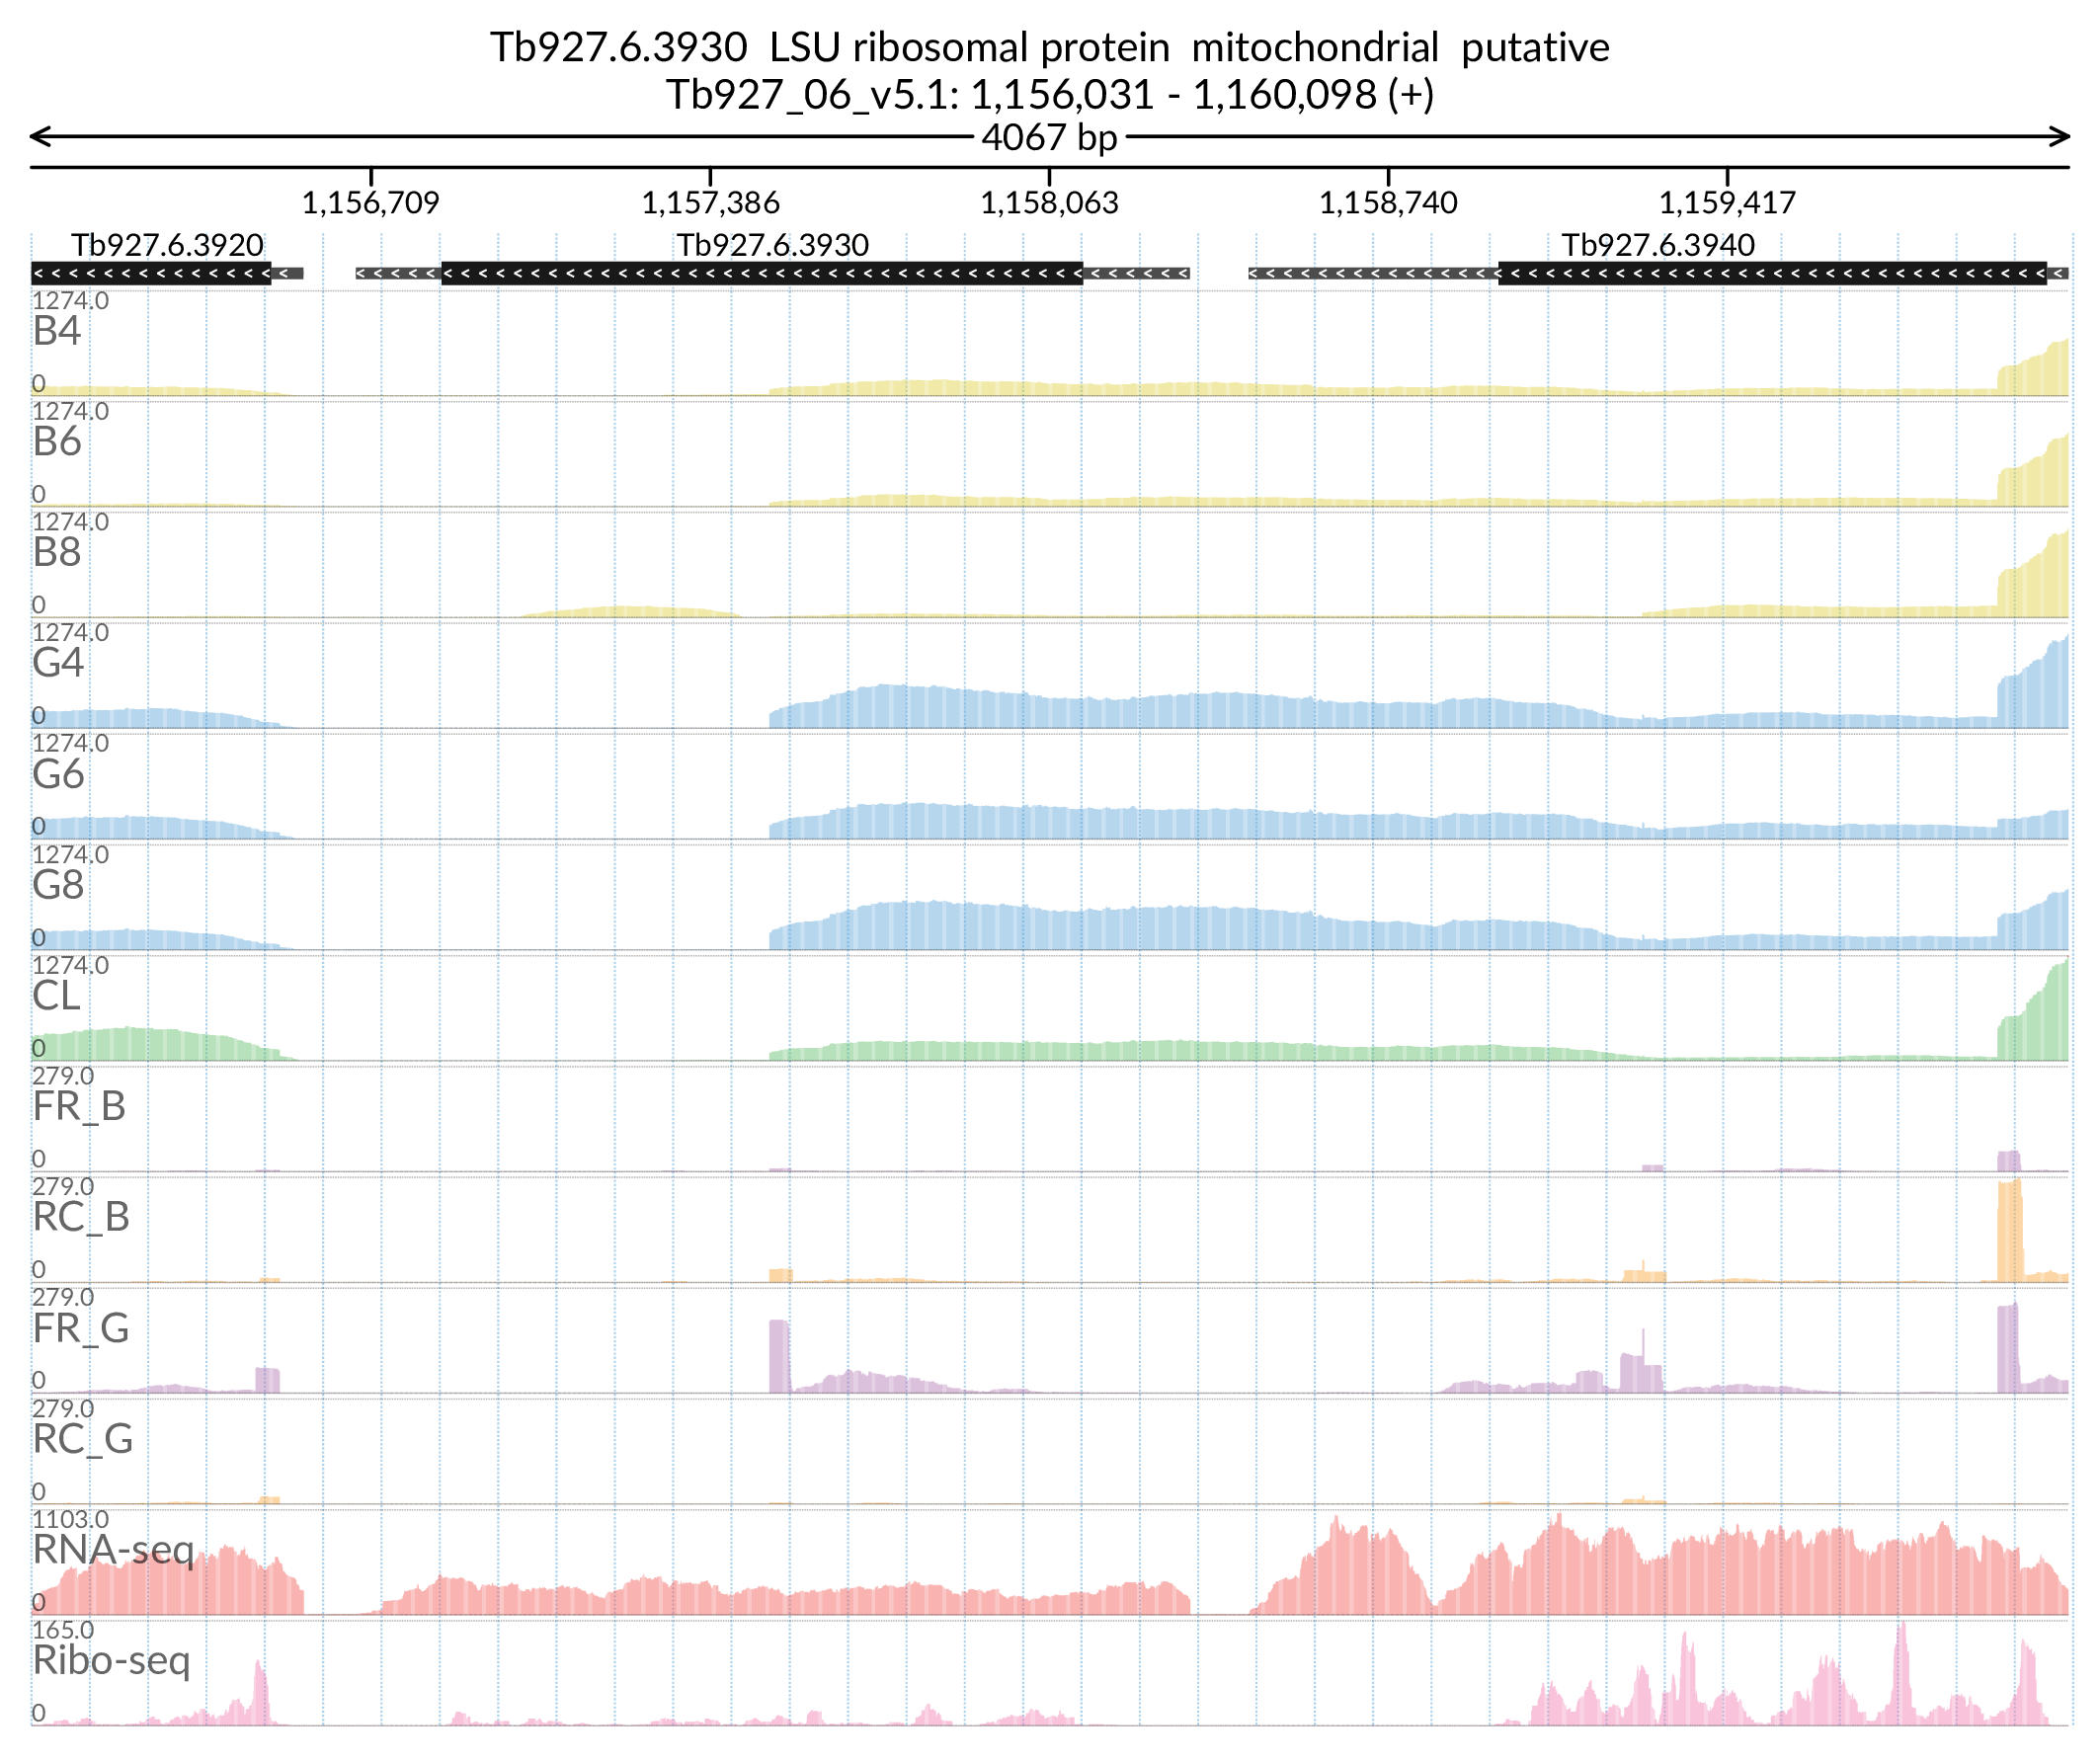 Tb927.6.3930 LSU ribosomal protein mitochondrial putative
Tb927_06_v5.1: 1,156,031 - 1,160,098 (+)
4067 bp
1,156,709 1,157,386 1,158,063 1,158,740 1,159,417
Tb927.6.3920 Tb927.6.3930 Tb927.6.3940
1274.0
B4
0
1274.0
B6
0
1274.0
B8
0
1274.0
G4
0
1274.0
G6
0
1274.0
G8
0
1274.0
CL
0
279.0
FR_B
0
279.0
RC_B
0
279.0
FR_G
0
279.0
RC_G
0
1103.0
RNA-seq
0
165.0
Ribo-seq
0